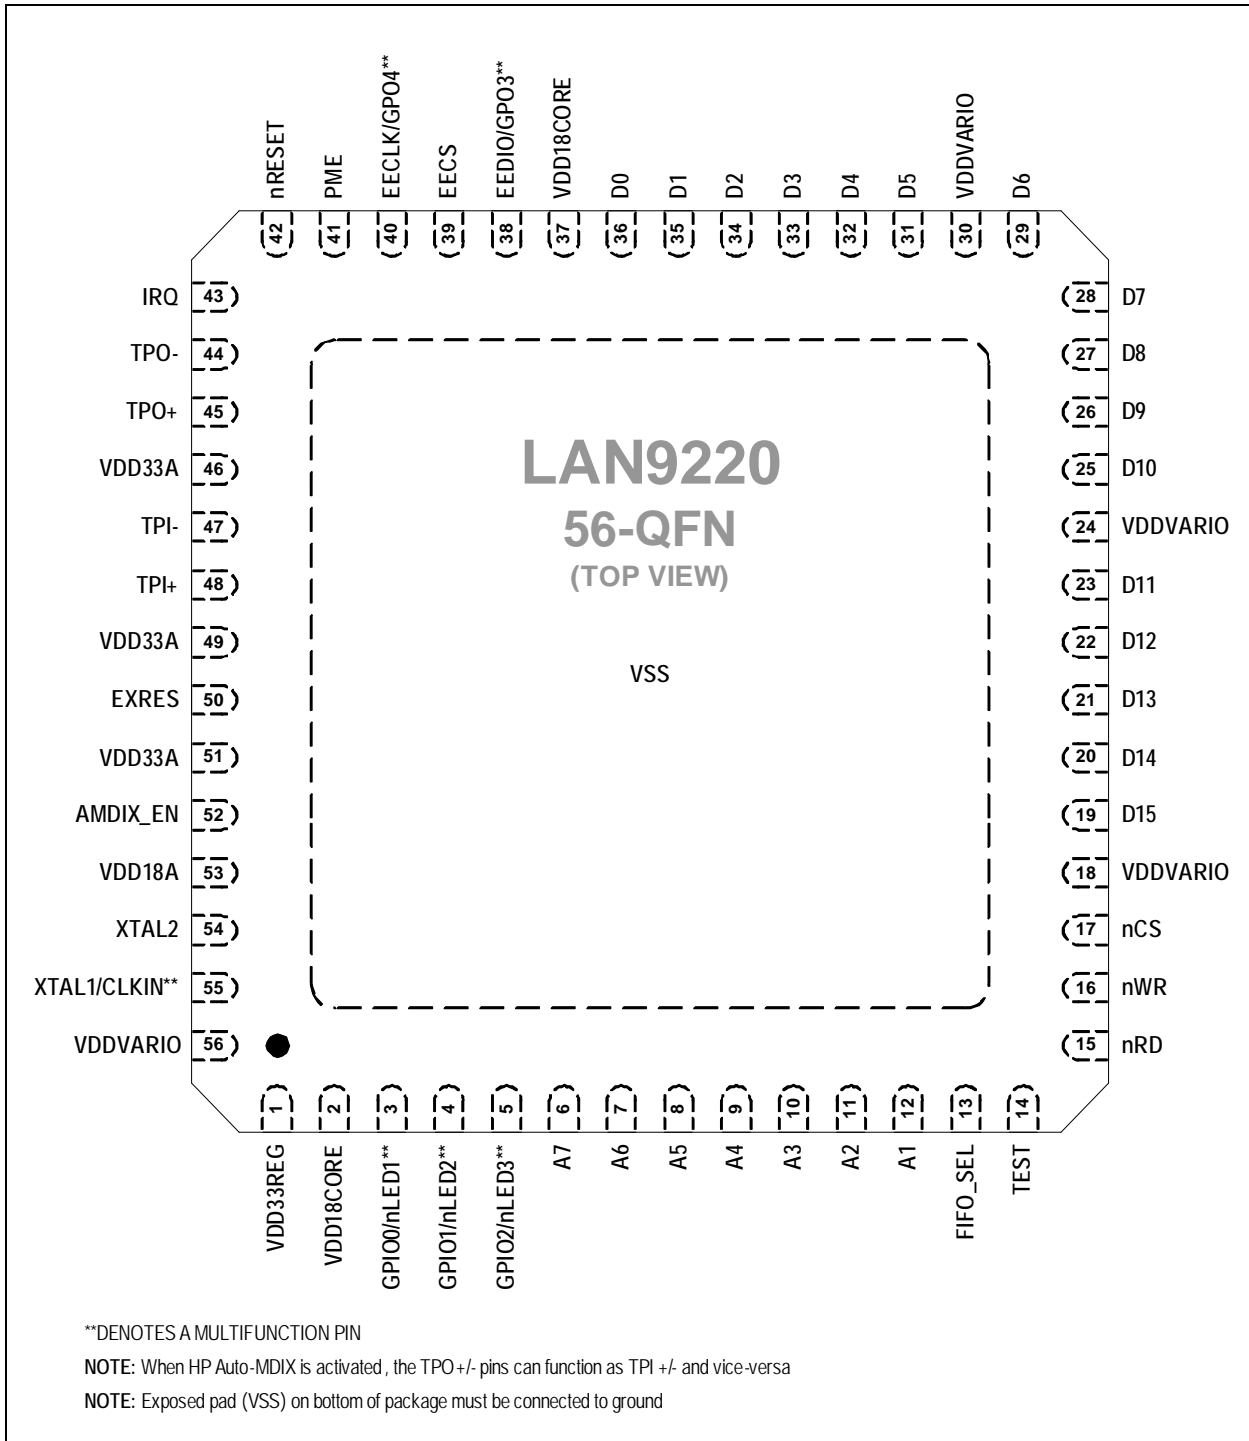 nRESET
PME
EECLK/GPO4**
EECS
EEDIO/GPO3**
VDD18CORE
D0
D1
D2
D3
D4
D5
VDDVARIO
D6
42
41
40
39
38
37
36
35
34
33
32
31
30
29
IRQ 43
28 D7
TPO- 44
27 D8
TPO+ 45
26 D9
VDD33A 46
25 D10
TPI- 47
24 VDDVARIO
TPI+ 48
23 D11
VDD33A 49
22 D12
EXRES 50
21 D13
VDD33A 51
20 D14
AMDIX_EN 52
19 D15
VDD18A 53
18 VDDVARIO
XTAL2 54
17 nCS
XTAL1/CLKIN** 55
16 nWR
VDDVARIO 56
15 nRD
LAN9220
56-QFN
(TOP VIEW)
VSS
1
2
3
4
5
6
7
8
9
10
11
12
13
14
VDD33REG
VDD18CORE
GPIO0/nLED1**
GPIO1/nLED2**
GPIO2/nLED3**
A7
A6
A5
A4
A3
A2
A1
FIFO_SEL
TEST
**DENOTES A MULTIFUNCTION PIN
NOTE: When HP Auto-MDIX is activated, the TPO+/- pins can function as TPI +/- and vice-versa
NOTE: Exposed pad (VSS) on bottom of package must be connected to ground